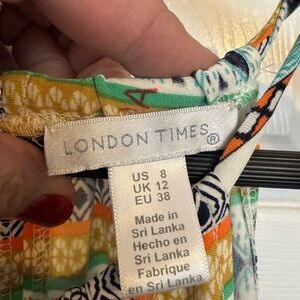 LONDON TIMES®
US 8
UK 12
EU 38
Made in
Sri Lanka
Hecho en
Sri Lanka
Fabrique
en Sri Lanka